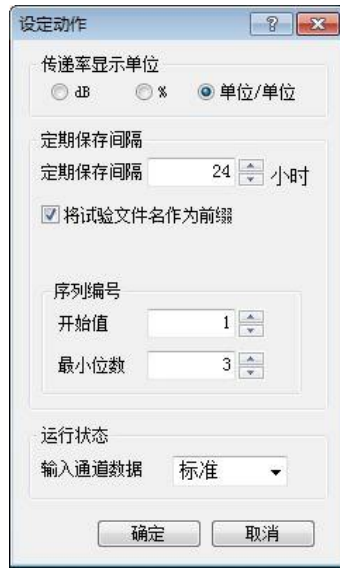 设定动作
传递率显示单位
dB % 单位/单位
定期保存间隔
定期保存间隔 24 小时
将试验文件名作为前缀
序列编号
开始值 1
最小位数 3
运行状态
输入通道数据 标准
确定 取消